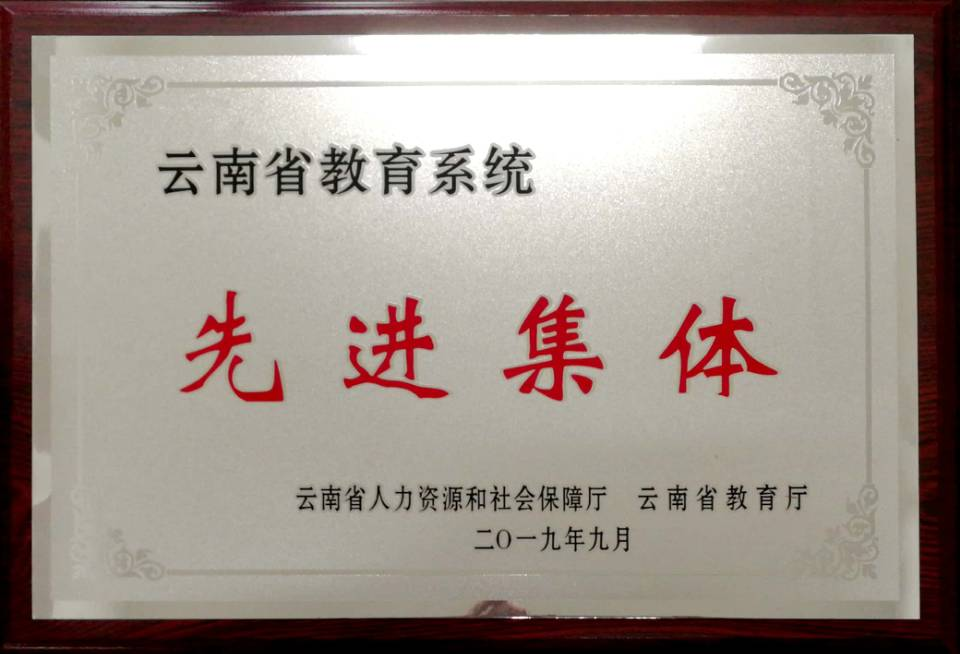 云南省教育系统
先进集体
云南省人力资源和社会保障厅 云南省教育厅
二〇一九年九月